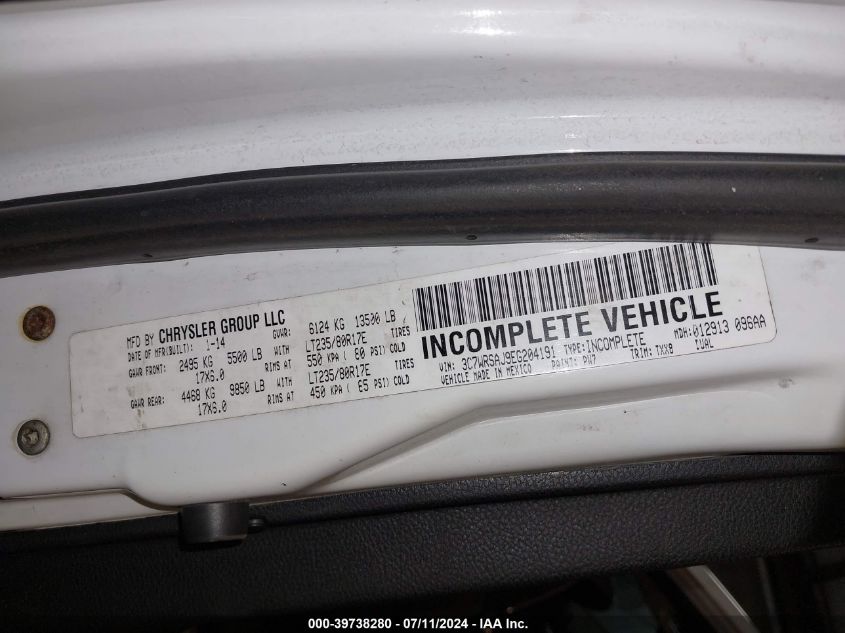 MFD BY CHRYSLER GROUP LLC
DATE OF MFR(BUILT): 1-14 GVWR: 6124 KG 13500 LB
GAWR FRONT: 2495 KG 5500 LB WITH LT235/80R17E TIRES
17X6.0 RIMS AT 550 KPA ( 80 PSI) COLD
GAWR REAR: 4468 KG 9850 LB WITH LT235/80R17E TIRES
17X6.0 RIMS AT 450 KPA ( 65 PSI) COLD
INCOMPLETE VEHICLE
VIN: 3C7WRSAJ9EG204191 TYPE:INCOMPLETE MDH:012913 096AA
VEHICLE MADE IN MEXICO PAINT: PW7 TRIM: TXX8 DUAL
000-39738280 - 07/11/2024 - IAA Inc.